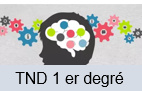 TND 1 er degré